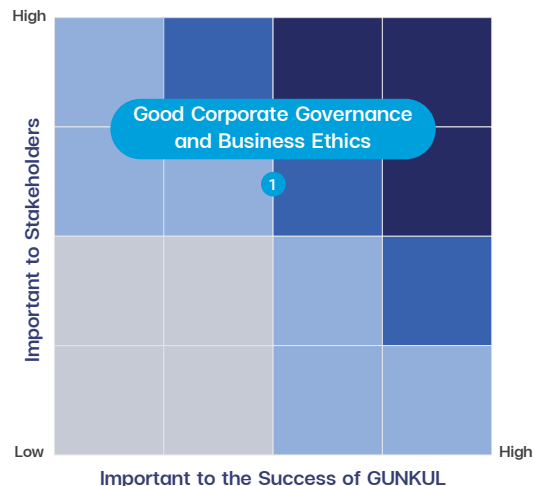 High
Good Corporate Governance
and Business Ethics
1
Important to Stakeholders
Low
High
Important to the Success of GUNKUL